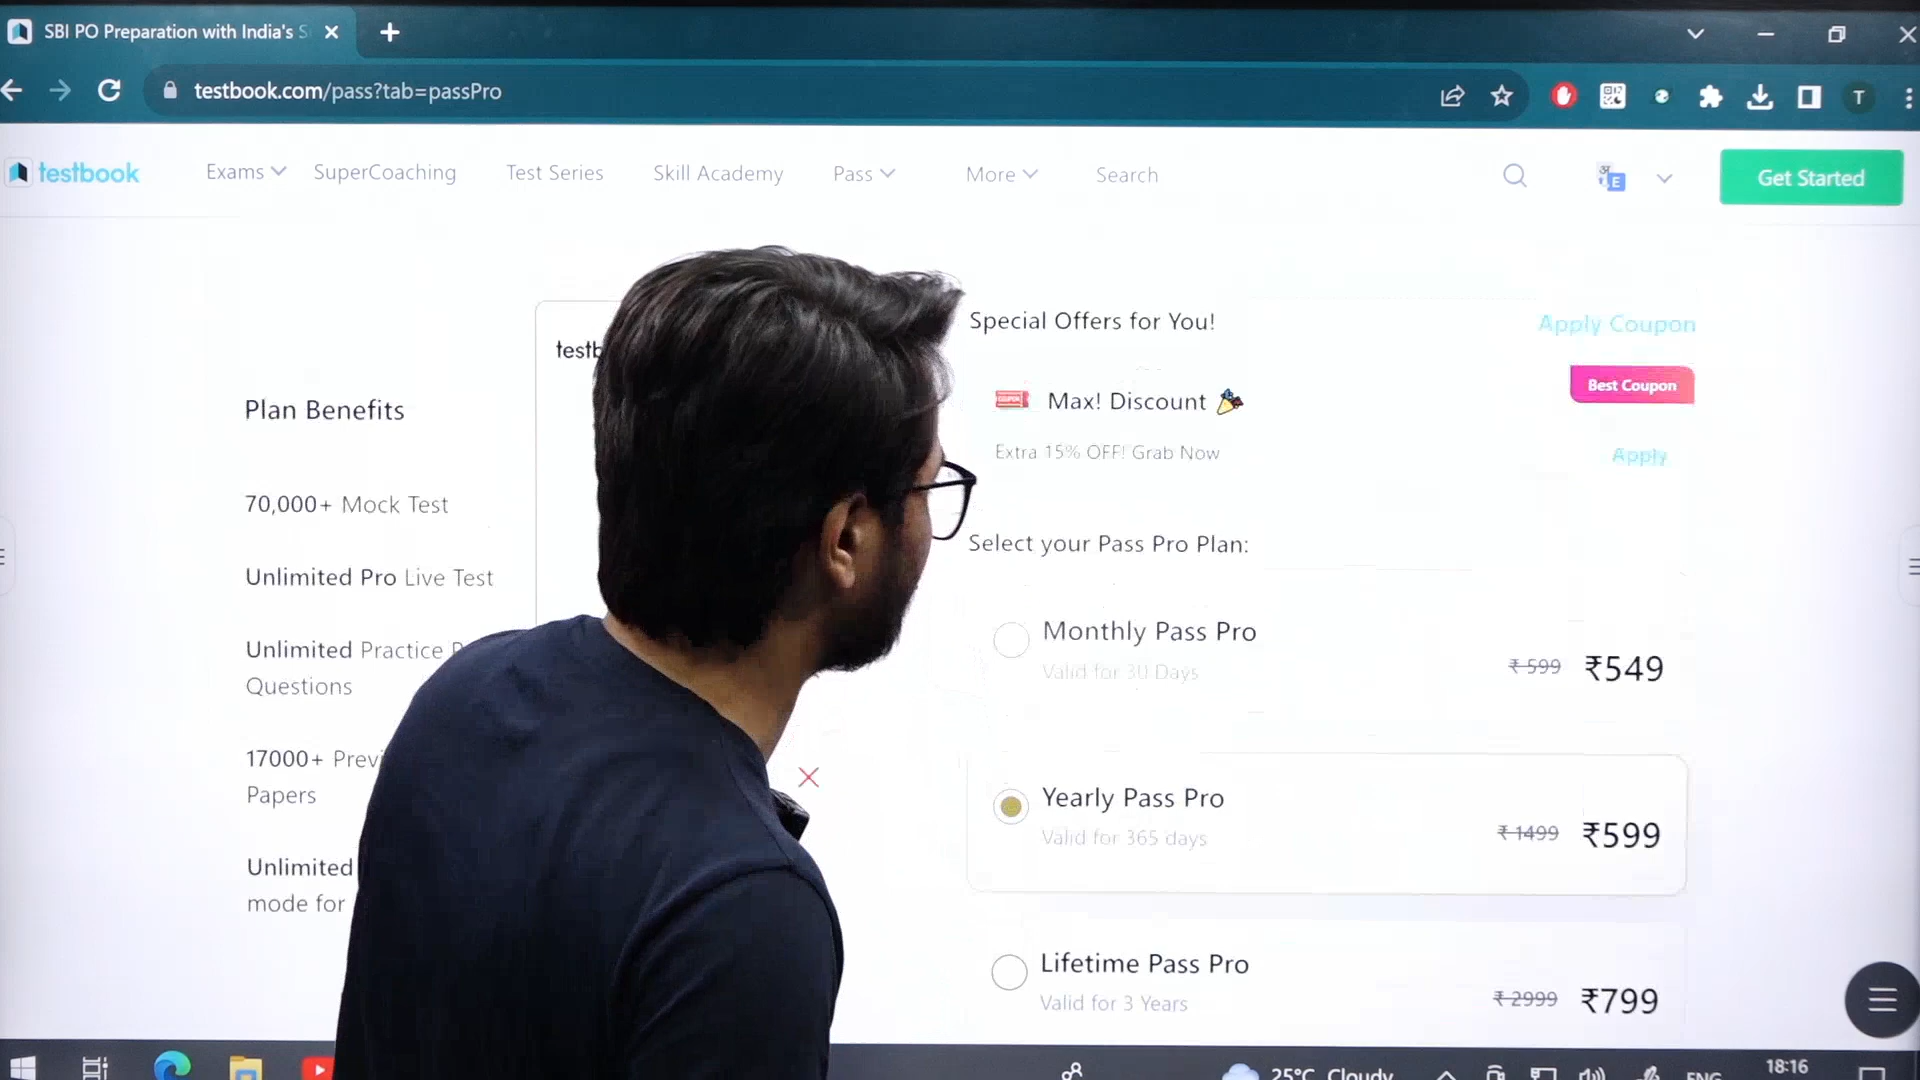 SBI PO Preparation with India's S
testbook.com/pass?tab=passPro
T
testbook
Exams
SuperCoaching
Test Series
Skill Academy
Pass
More
Search
E
Get Started
testb
Plan Benefits
70,000+ Mock Test
Unlimited Pro Live Test
Unlimited Practice P
Questions
17000+ Previ
Papers
Unlimited
mode for
Special Offers for You!
Apply Coupon
Best Coupon
COUPON
Max! Discount
Extra 15% OFF! Grab Now
Apply
Select your Pass Pro Plan:
Monthly Pass Pro
Valid for 30 Days
₹ 599 ₹549
Yearly Pass Pro
Valid for 365 days
₹ 1499 ₹599
Lifetime Pass Pro
Valid for 3 Years
₹ 2999 ₹799
25°C Cloudy
ENG
18:16